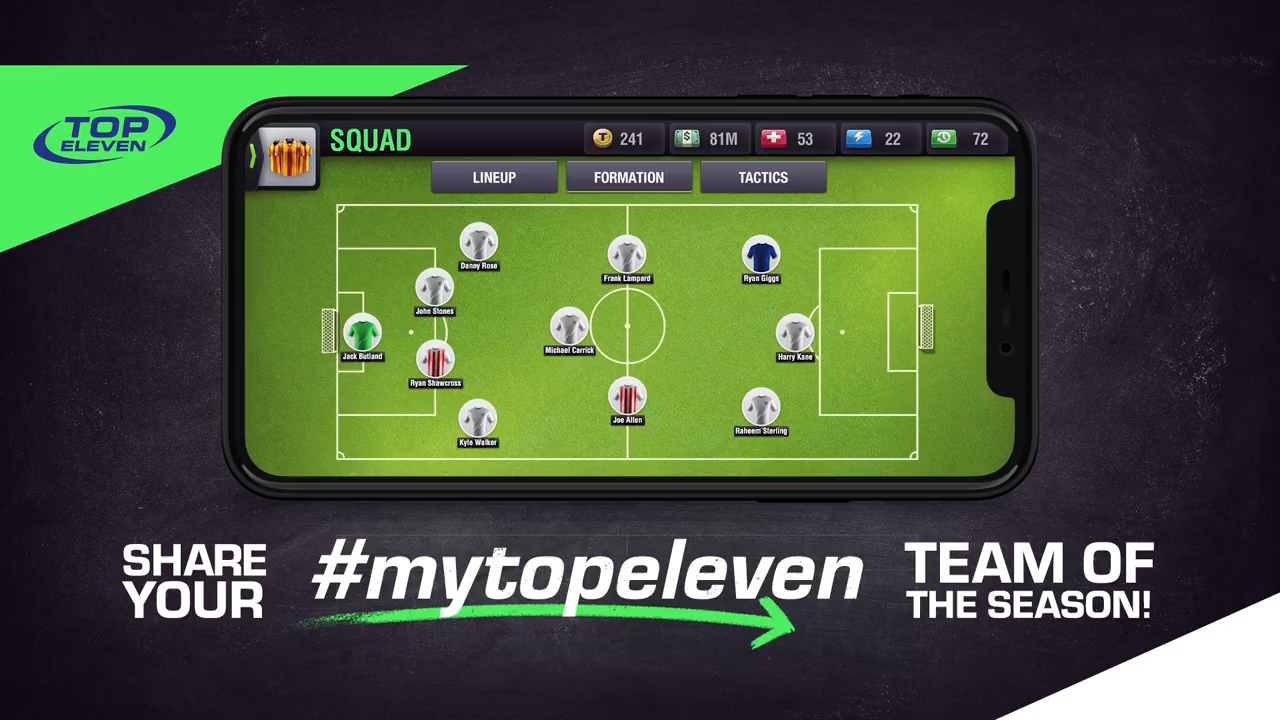 TOP
ELEVEN
SQUAD
241
81M
53
22
72
LINEUP
FORMATION
TACTICS
Danny Rose
Frank Lampard
Ryan Giggs
John Stones
Michael Carrick
Jack Butland
Harry Kane
Ryan Shawcross
Joe Allen
Raheem Sterling
Kyle Walker
SHARE
YOUR
#mytopeleven
TEAM OF
THE SEASON!